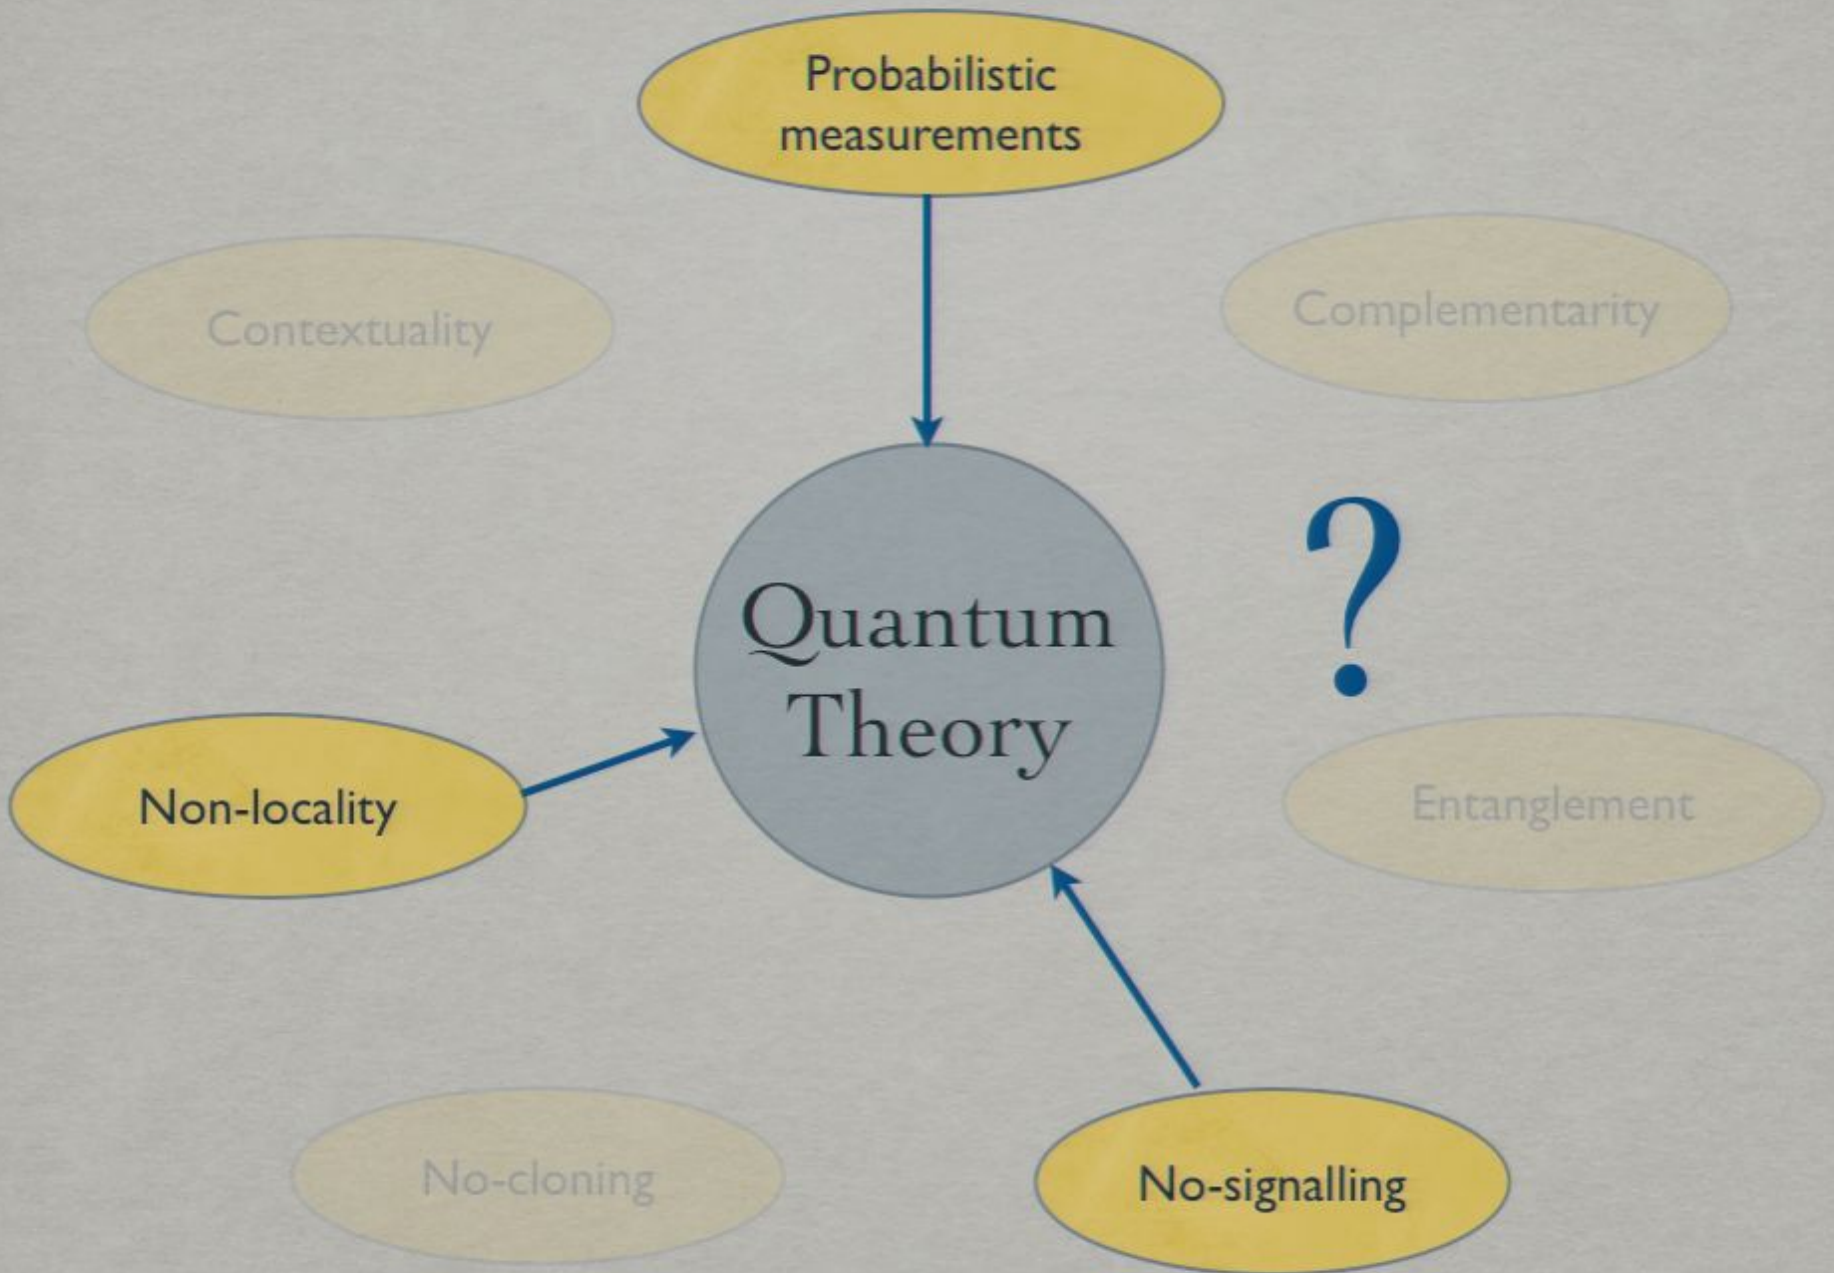 Probabilistic
measurements
Contextuality
Complementarity
?
Quantum
Theory
Non-locality
Entanglement
No-cloning
No-signalling